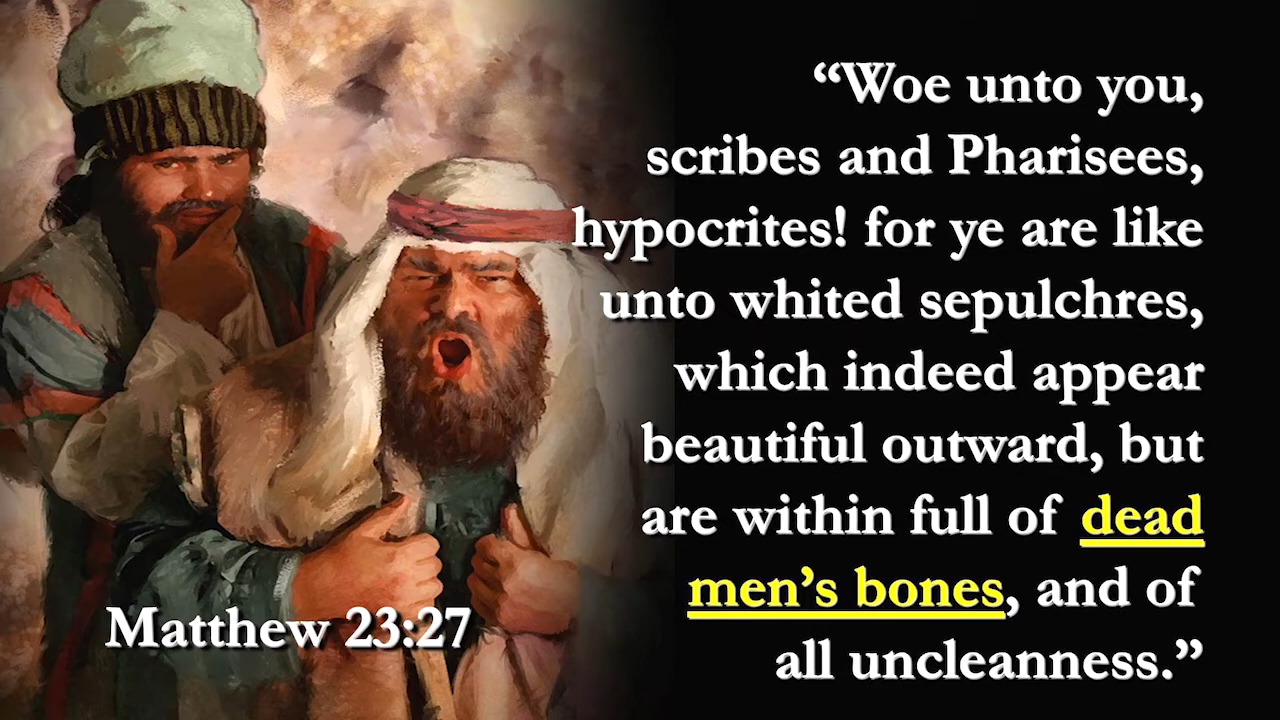 “Woe unto you,
scribes and Pharisees,
hypocrites! for ye are like
unto whited sepulchres,
which indeed appear
beautiful outward, but
are within full of dead
men’s bones, and of
all uncleanness.”
Matthew 23:27